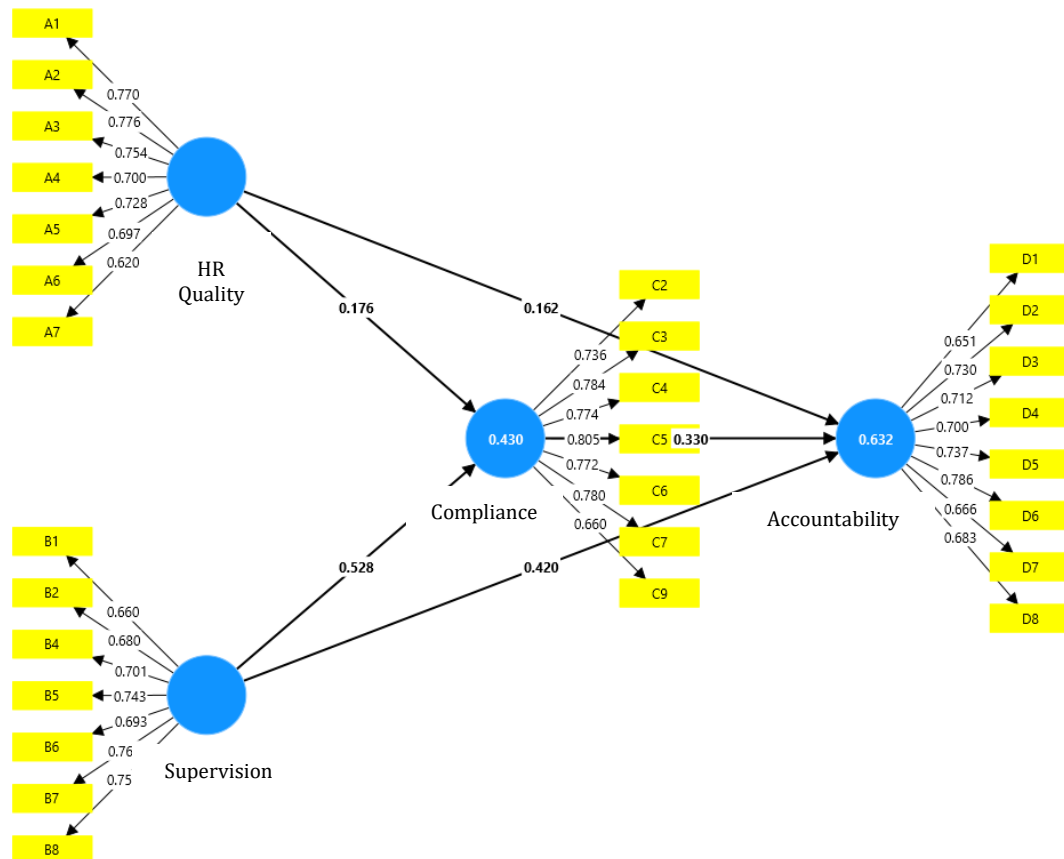 A1
A2
A3
A4
A5
A6
A7
0.770
0.776
0.754
0.700
0.728
0.697
0.620
HR
Quality
0.176
0.162
B1
B2
B4
B5
B6
B7
B8
0.660
0.680
0.701
0.743
0.693
0.76
0.75
Supervision
0.528
0.420
0.430
Compliance
C2
C3
C4
C5
C6
C7
C9
0.736
0.784
0.774
0.805
0.772
0.780
0.660
0.330
0.632
Accountability
D1
D2
D3
D4
D5
D6
D7
D8
0.651
0.730
0.712
0.700
0.737
0.786
0.666
0.683